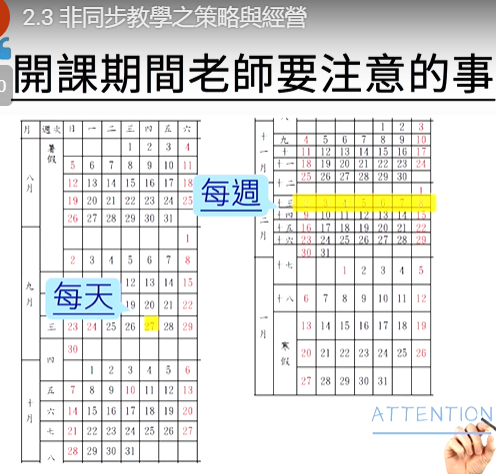 2.3 非同步教學之策略與經營
開課期間老師要注意的事
月 週次 日 一 二 三 四 五 六
八月 暑假 1 2 3 4
5 6 7 8 9 10 11
12 13 14 15 16 17 18
19 20 21 22 23 24 25
26 27 28 29 30 31
九月 1
2 3 4 5 6 7 8
12 13 14 15
19 20 21 22
三 23 24 25 26 27 28 29
四 30
十月 1 2 3 4 5 6
五 7 8 9 10 11 12 13
六 14 15 16 17 18 19 20
七 21 22 23 24 25 26 27
八 28 29 30 31
每天
十一月 1 2 3
九 4 5 6 7 8 9 10
十 11 12 13 14 15 16 17
十一 18 19 20 21 22 23 24
十二 25 26 27 28 29 30
1
十三 3 4 5 6 7 8
十四 9 10 11 12 13 14 15
十五 16 17 18 19 20 21 22
十六 23 24 25 26 27 28 29
30 31
每週
一月 十七 1 2 3 4 5
十八 6 7 8 9 10 11 12
寒假 13 14 15 16 17 18 19
20 21 22 23 24 25 26
27 28 29 30 31
ATTENTION